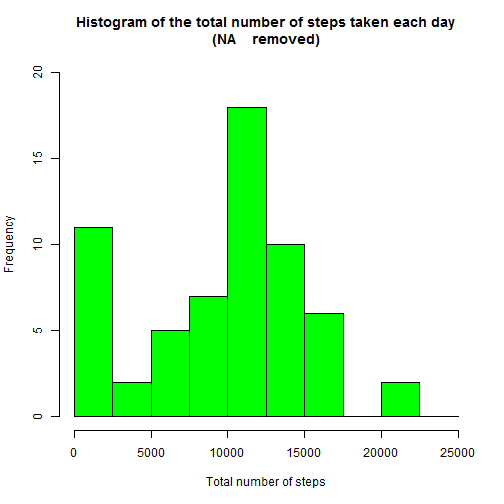 Histogram of the total number of steps taken each day
(NA    removed)
Frequency
20
15
10
5
0
0 5000 10000 15000 20000 25000
Total number of steps